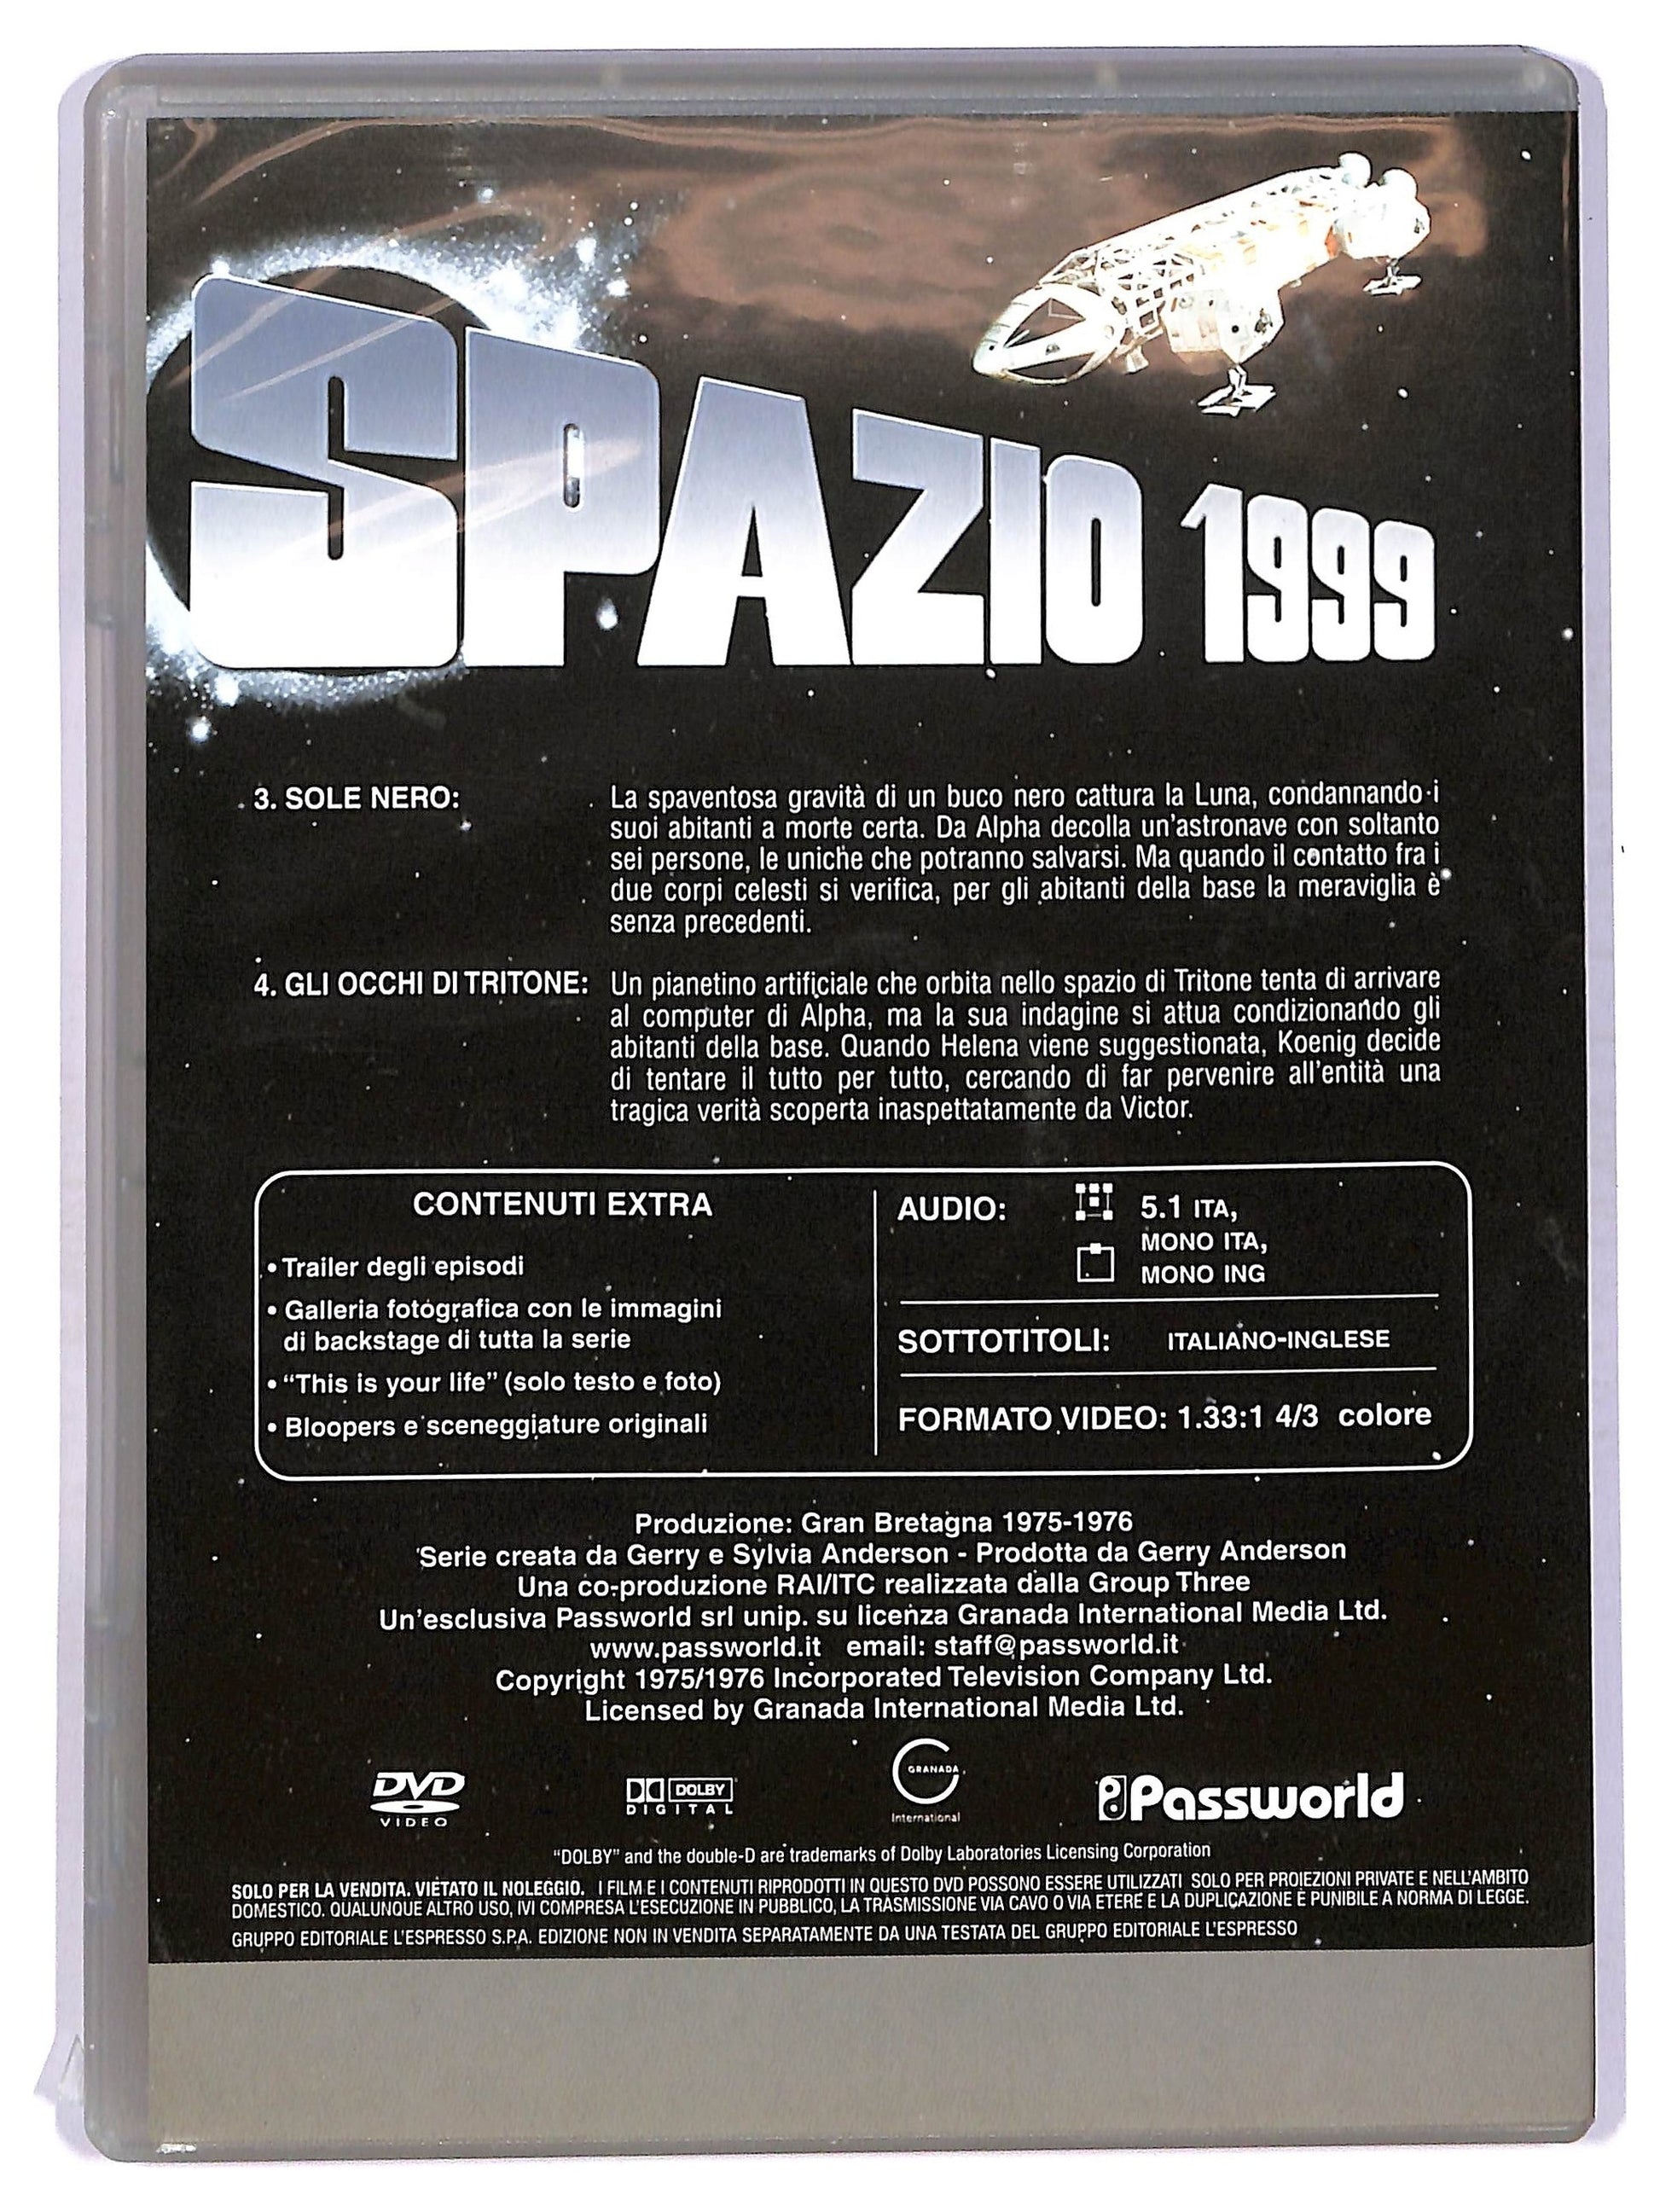 SPAZIO 1999
3. SOLE NERO:
La spaventosa gravità di un buco nero cattura la Luna, condannando i
suoi abitanti a morte certa. Da Alpha decolla un'astronave con soltanto
sei persone, le uniche che potranno salvarsi. Ma quando il contatto fra i
due corpi celesti si verifica, per gli abitanti della base la meraviglia è
senza precedenti.
4. GLI OCCHI DI TRITONE:
Un pianetino artificiale che orbita nello spazio di Tritone tenta di arrivare
al computer di Alpha, ma la sua indagine si attua condizionando gli
abitanti della base. Quando Helena viene suggestionata, Koenig decide
di tentare il tutto per tutto, cercando di far pervenire all'entità una
tragica verità scoperta inaspettatamente da Victor.
CONTENUTI EXTRA
• Trailer degli episodi
• Galleria fotografica con le immagini
di backstage di tutta la serie
• “This is your life” (solo testo e foto)
• Bloopers e sceneggiature originali
AUDIO: 5.1 ITA,
MONO ITA,
MONO ING
SOTTOTITOLI: ITALIANO-INGLESE
FORMATO VIDEO: 1.33:1 4/3 colore
Produzione: Gran Bretagna 1975-1976
Serie creata da Gerry e Sylvia Anderson - Prodotta da Gerry Anderson
Una co-produzione RAI/ITC realizzata dalla Group Three
Un'esclusiva Passworld srl unip. su licenza Granada International Media Ltd.
www.passworld.it email: staff@passworld.it
Copyright 1975/1976 Incorporated Television Company Ltd.
Licensed by Granada International Media Ltd.
DVD
VIDEO
DOLBY
DIGITAL
GRANADA
International
Passworld
“DOLBY” and the double-D are trademarks of Dolby Laboratories Licensing Corporation
SOLO PER LA VENDITA. VIETATO IL NOLEGGIO. I FILM E I CONTENUTI RIPRODOTTI IN QUESTO DVD POSSONO ESSERE UTILIZZATI SOLO PER PROIEZIONI PRIVATE E NELL'AMBITO
DOMESTICO. QUALUNQUE ALTRO USO, IVI COMPRESA L'ESECUZIONE IN PUBBLICO, LA TRASMISSIONE VIA CAVO O VIA ETERE E LA DUPLICAZIONE È PUNIBILE A NORMA DI LEGGE.
GRUPPO EDITORIALE L'ESPRESSO S.P.A. EDIZIONE NON IN VENDITA SEPARATAMENTE DA UNA TESTATA DEL GRUPPO EDITORIALE L'ESPRESSO